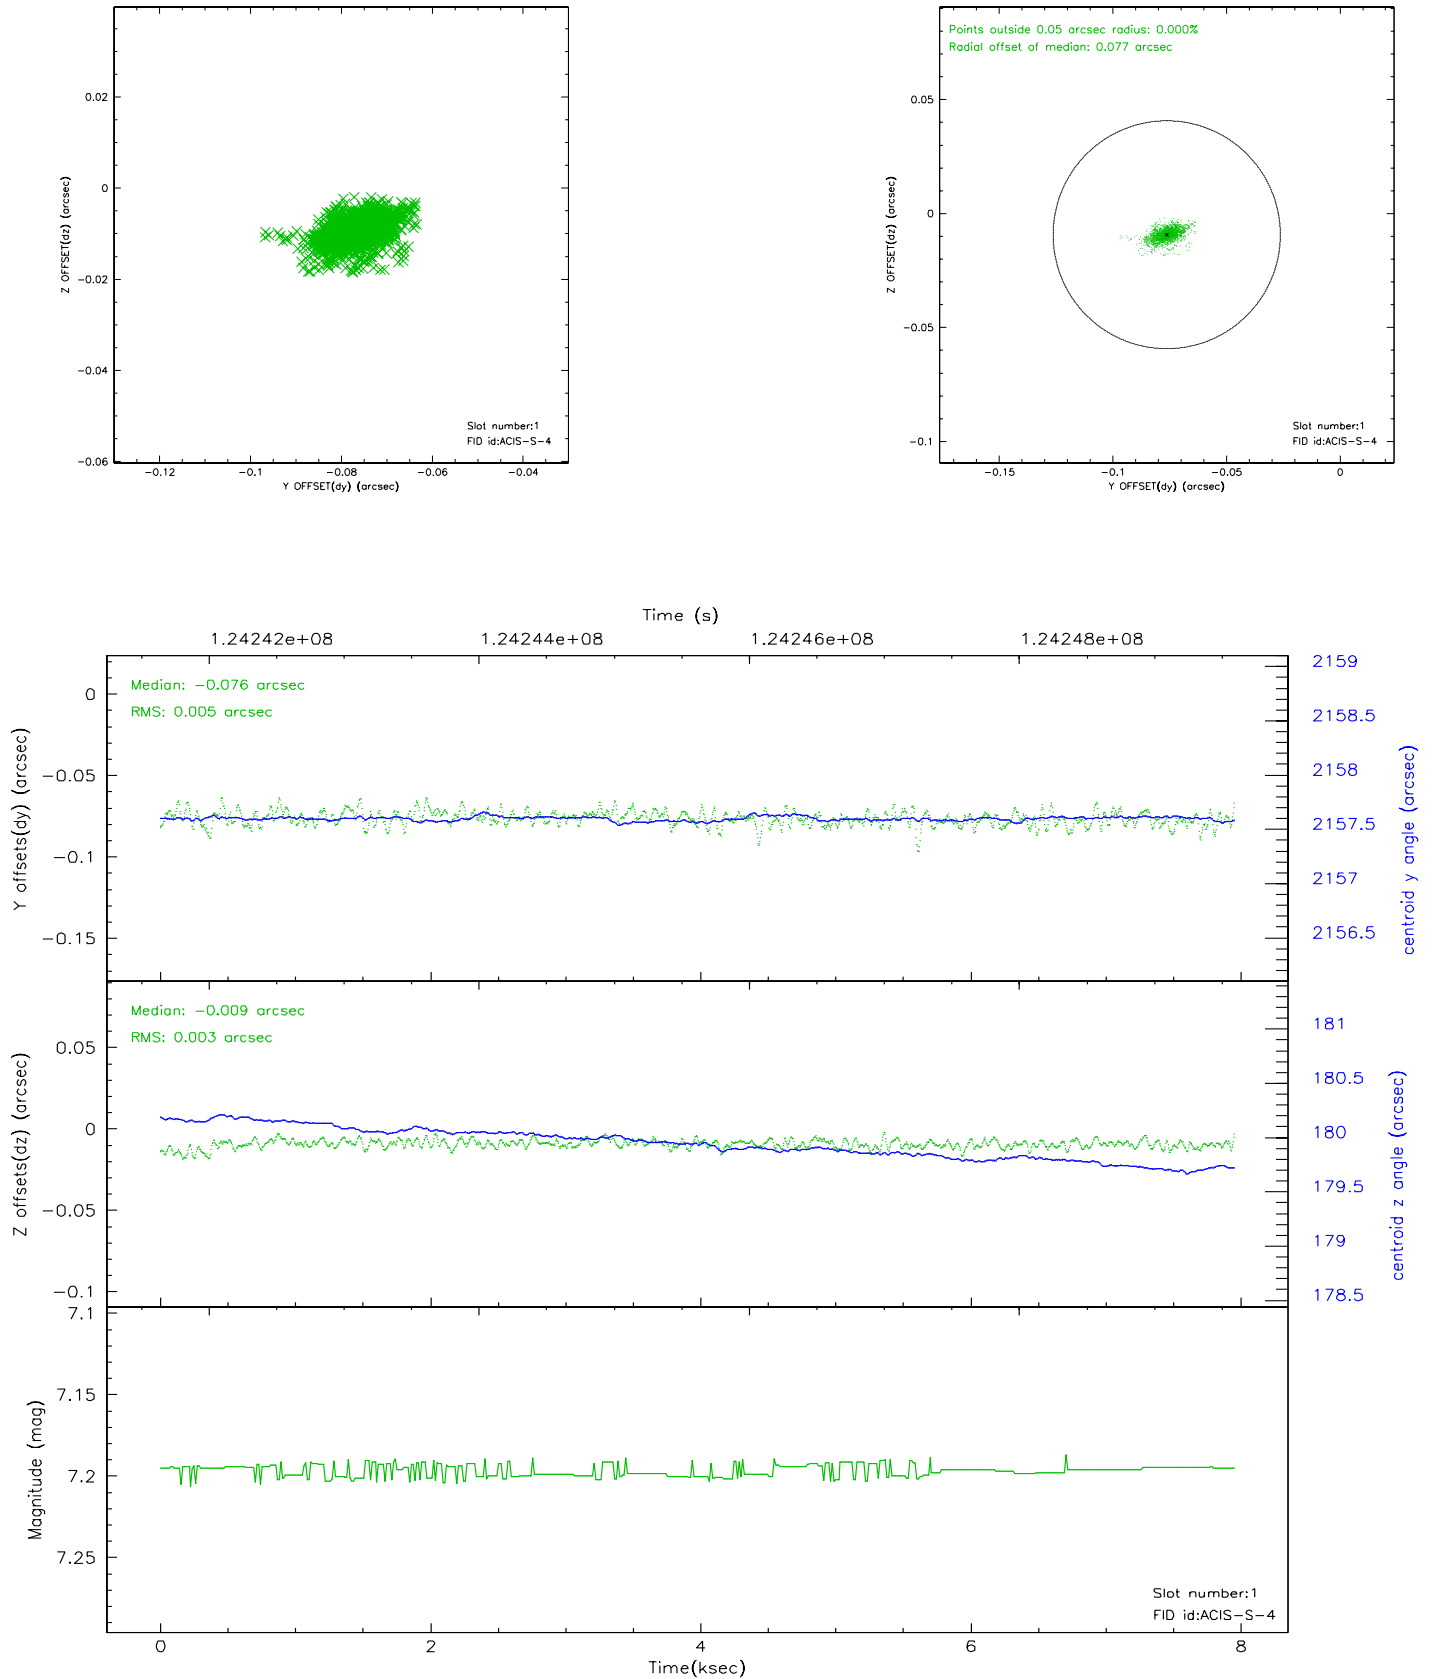 0.02
0
−0.02
−0.04
−0.06
Z OFFSET(dz) (arcsec)
Slot number:1
FID id:ACIS−S−4
−0.12
−0.1
−0.08
−0.06
−0.04
Y OFFSET(dy) (arcsec)
Points outside 0.05 arcsec radius: 0.000%
Radial offset of median: 0.077 arcsec
0.05
0
−0.05
−0.1
Z OFFSET(dz) (arcsec)
Slot number:1
FID id:ACIS−S−4
−0.15
−0.1
−0.05
0
Y OFFSET(dy) (arcsec)
Time (s)
1.24242e+08
1.24244e+08
1.24246e+08
1.24248e+08
Median: −0.076 arcsec
RMS: 0.005 arcsec
0
−0.05
−0.1
−0.15
Y offsets(dy) (arcsec)
2159
2158.5
2158
2157.5
2157
2156.5
centroid y angle (arcsec)
Median: −0.009 arcsec
RMS: 0.003 arcsec
0.05
0
−0.05
−0.1
Z offsets(dz) (arcsec)
181
180.5
180
179.5
179
178.5
centroid z angle (arcsec)
7.1
7.15
7.2
7.25
Magnitude (mag)
Slot number:1
FID id:ACIS−S−4
0
2
4
6
8
Time(ksec)